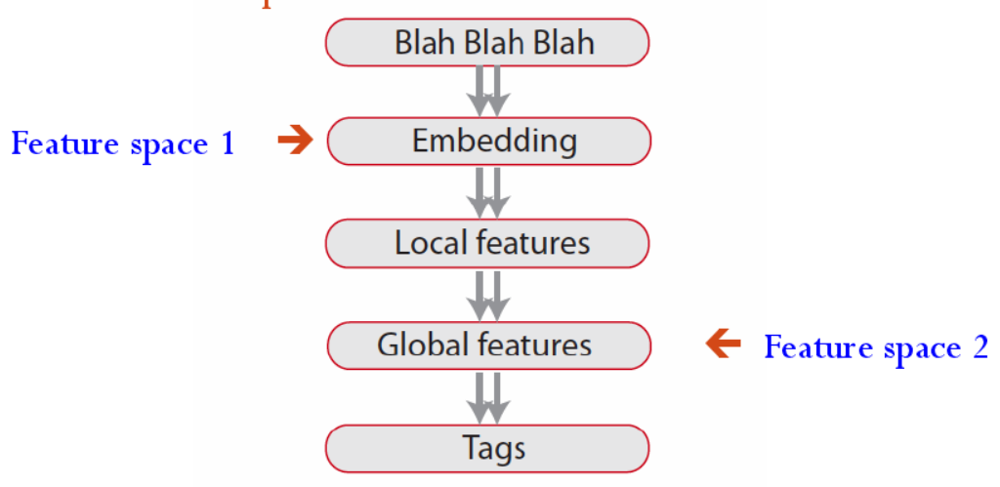 Blah Blah Blah
Feature space 1
Embedding
Local features
Global features
Feature space 2
Tags